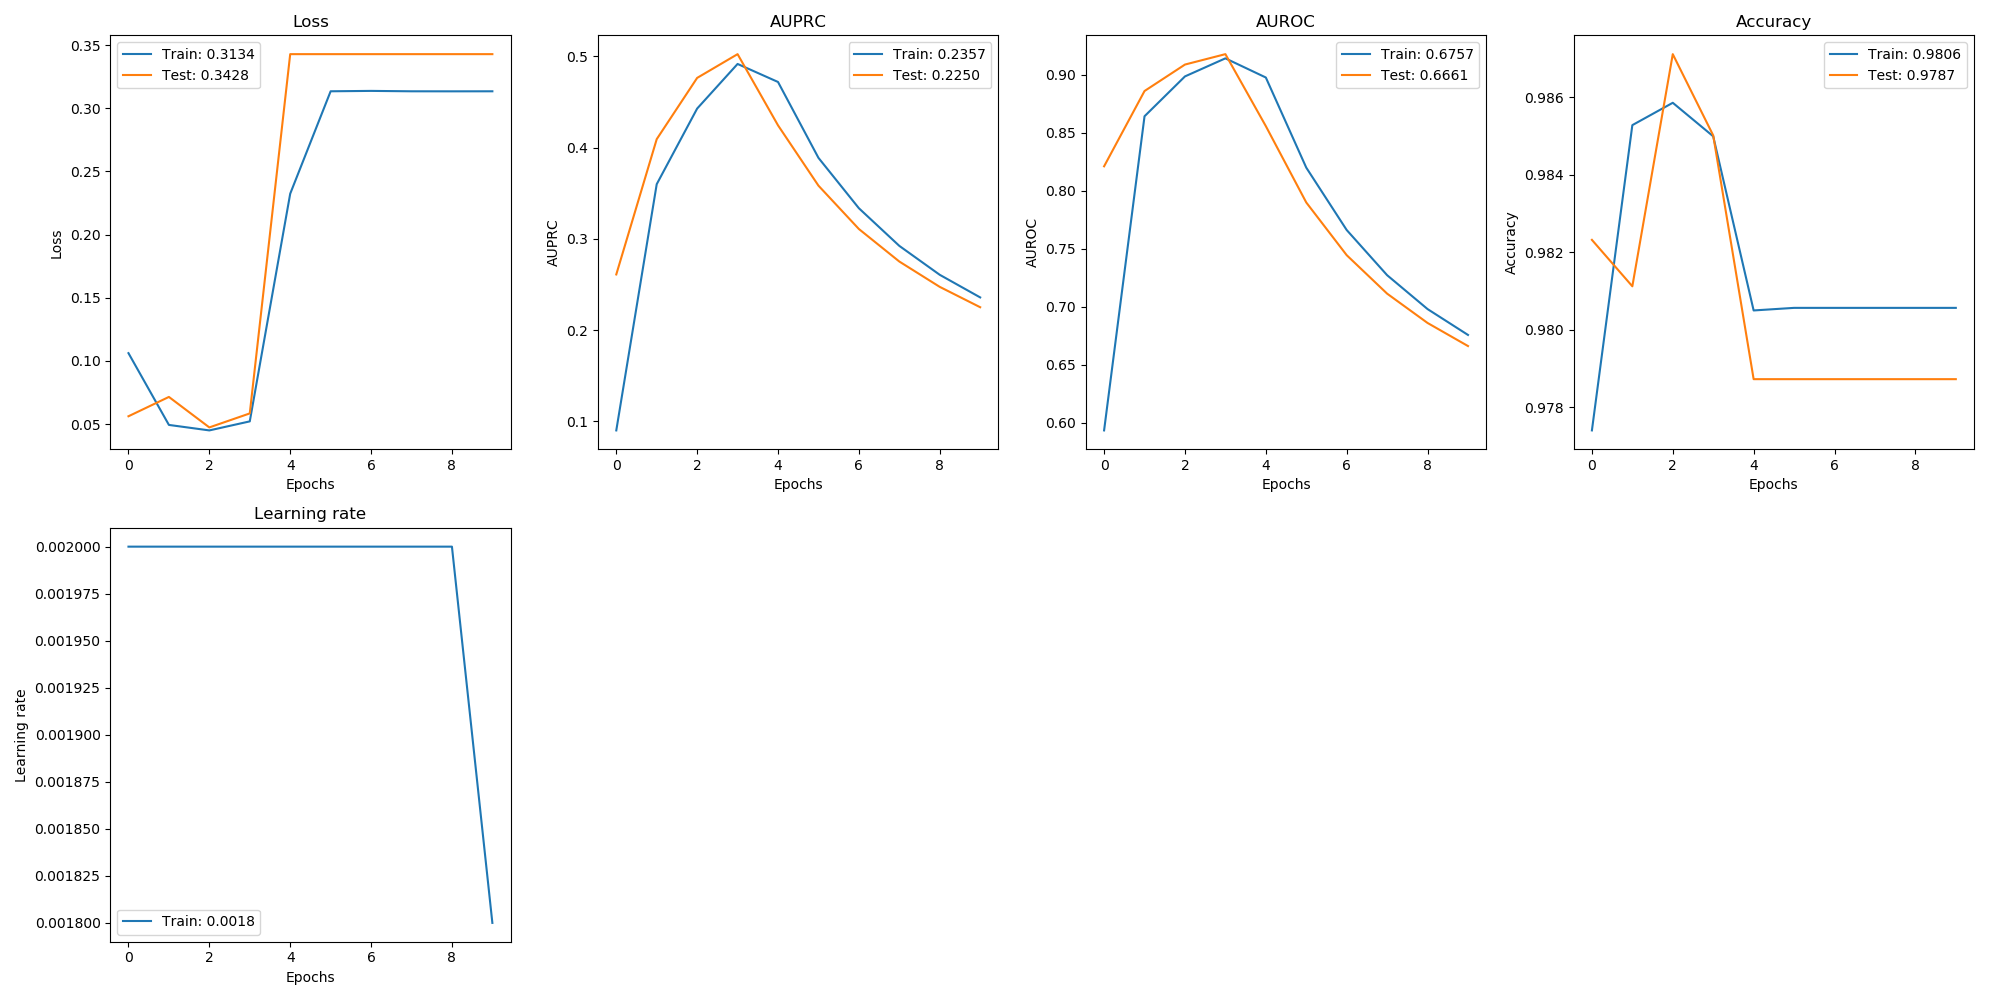 Loss
Train: 0.3134
Test: 0.3428
0.35
0.30
0.25
0.20
0.15
0.10
0.05
Loss
0 2 4 6 8
Epochs
AUPRC
Train: 0.2357
Test: 0.2250
0.5
0.4
0.3
0.2
0.1
AUPRC
0 2 4 6 8
Epochs
AUROC
Train: 0.6757
Test: 0.6661
0.90
0.85
0.80
0.75
0.70
0.65
0.60
AUROC
0 2 4 6 8
Epochs
Accuracy
Train: 0.9806
Test: 0.9787
0.986
0.984
0.982
0.980
0.978
Accuracy
0 2 4 6 8
Epochs
Learning rate
0.002000
0.001975
0.001950
0.001925
0.001900
0.001875
0.001850
0.001825
0.001800
Learning rate
Train: 0.0018
0 2 4 6 8
Epochs